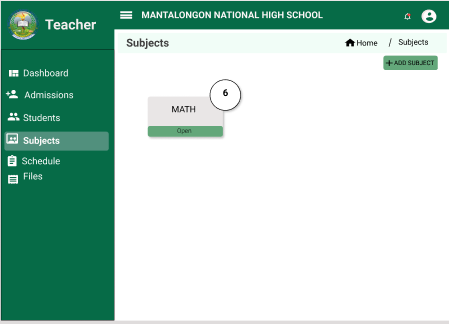 Teacher
MANTALONGON NATIONAL HIGH SCHOOL
Subjects
Home / Subjects
+ ADD SUBJECT
Dashboard
Admissions
Students
Subjects
Schedule
Files
6
MATH
Open